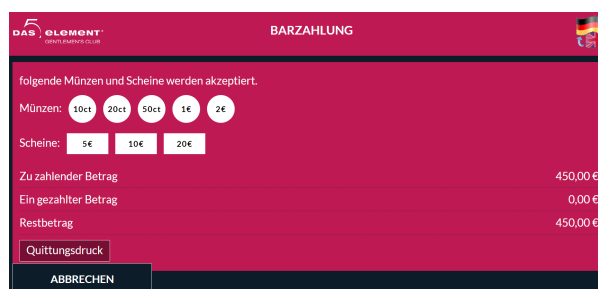 DAS 5 ELEMENT
GENTLEMEN'S CLUB
BARZAHLUNG
folgende Münzen und Scheine werden akzeptiert.
Münzen: 10ct 20ct 50ct 1€ 2€
Scheine: 5€ 10€ 20€
Zu zahlender Betrag 450,00 €
Ein gezahlter Betrag 0,00 €
Restbetrag 450,00 €
Quittungsdruck
ABBRECHEN